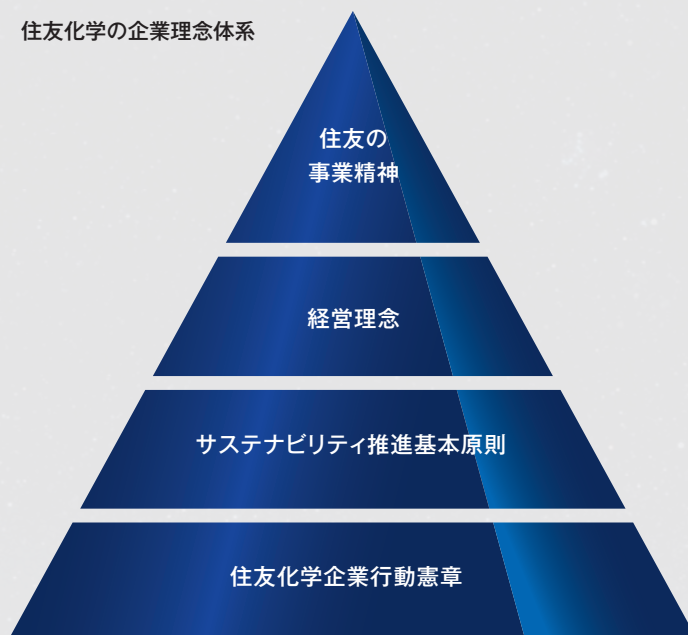 住友化学の企業理念体系
住友の
事業精神
経営理念
サステナビリティ推進基本原則
住友化学企業行動憲章